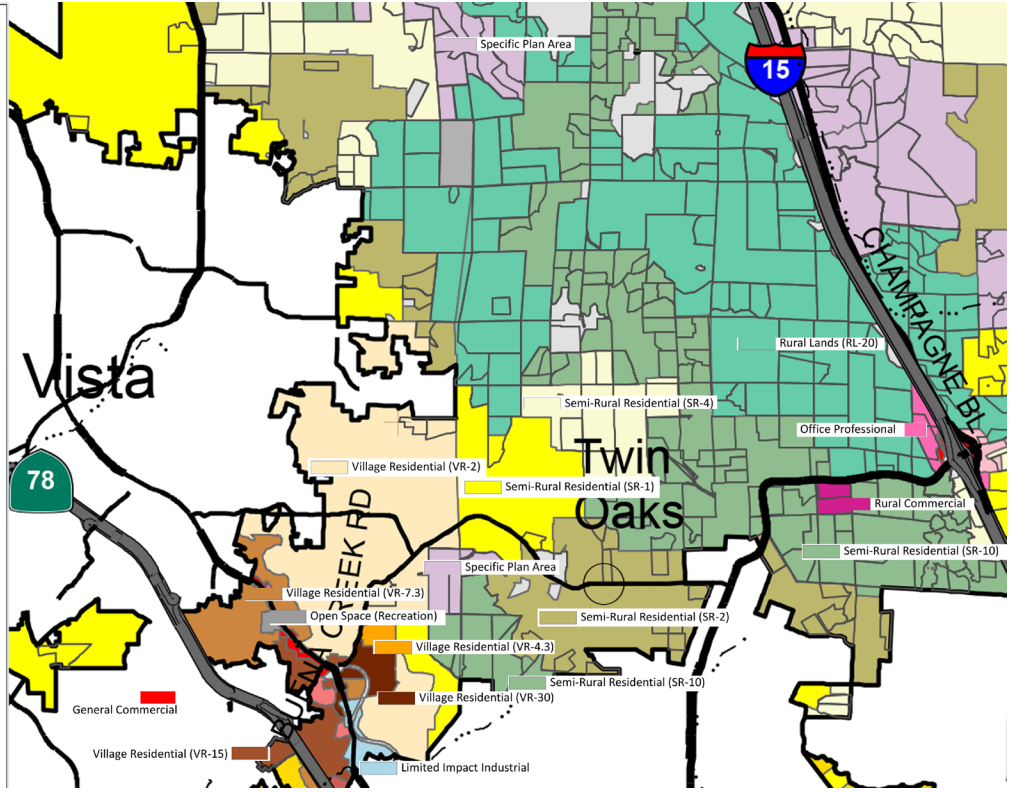 Specific Plan Area
15
CHAMPAGNE BL
Rural Lands (RL-20)
Vista
Semi-Rural Residential (SR-4)
Office Professional
Twin
Oaks
Village Residential (VR-2)
78
Semi-Rural Residential (SR-1)
Rural Commercial
Semi-Rural Residential (SR-10)
Specific Plan Area
CREEK RD
Village Residential (VR-7.3)
Open Space (Recreation)
Semi-Rural Residential (SR-2)
Village Residential (VR-4.3)
Semi-Rural Residential (SR-10)
Village Residential (VR-30)
General Commercial
Village Residential (VR-15)
Limited Impact Industrial